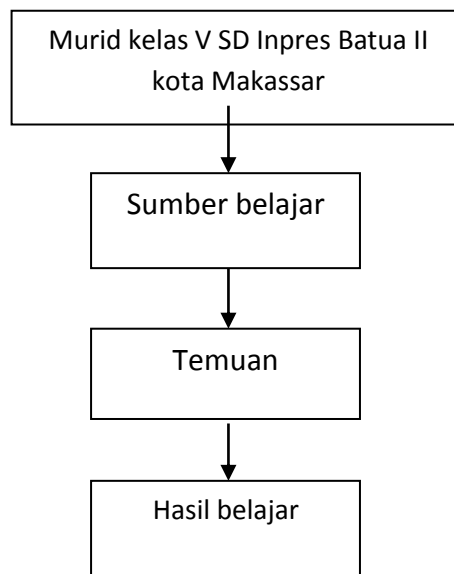 Murid kelas V SD Inpres Batua II
kota Makassar
Sumber belajar
Temuan
Hasil belajar